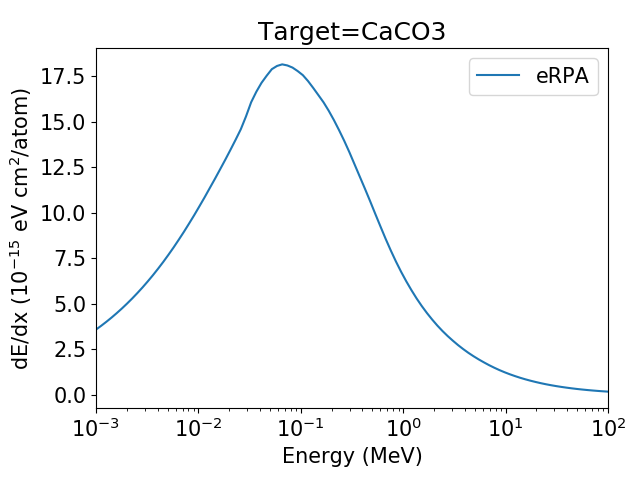 Target=CaCO3
eRPA
dE/dx (10⁻¹⁵ eV cm²/atom)
17.5
15.0
12.5
10.0
7.5
5.0
2.5
0.0
10⁻³ 10⁻² 10⁻¹ 10⁰ 10¹ 10²
Energy (MeV)